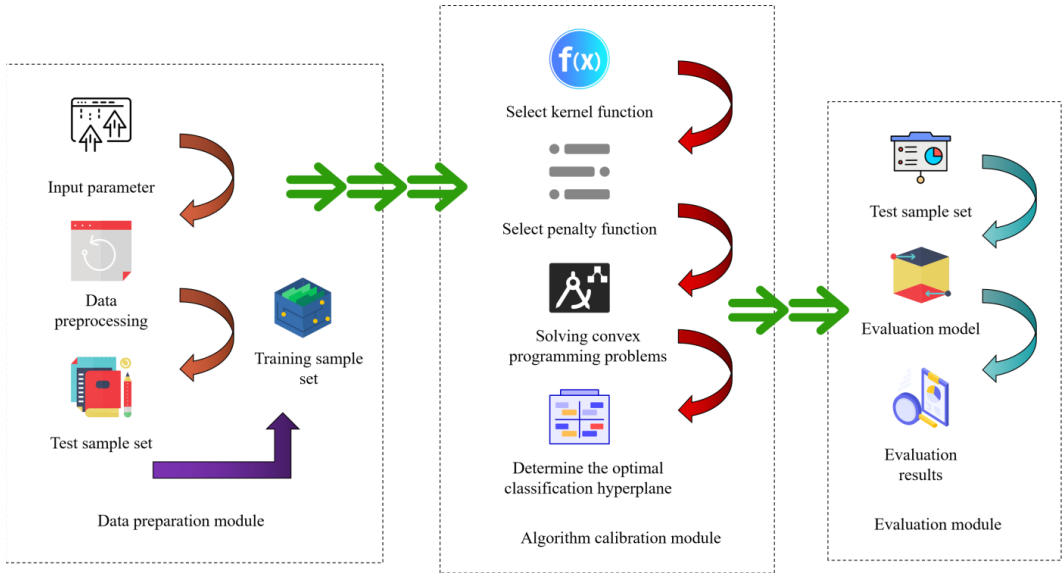 Input parameter
Data
preprocessing
Test sample set
Training sample
set
Data preparation module
f(x)
Select kernel function
Select penalty function
Solving convex
programming problems
Determine the optimal
classification hyperplane
Algorithm calibration module
Test sample set
Evaluation model
Evaluation
results
Evaluation module